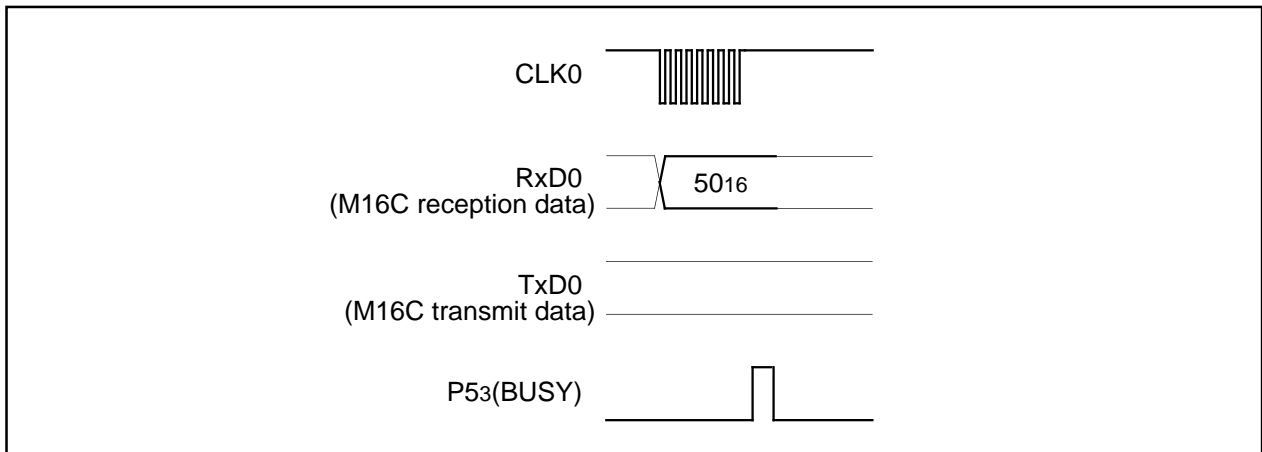 CLK0
RxD0
(M16C reception data)
5016
TxD0
(M16C transmit data)
P53(BUSY)